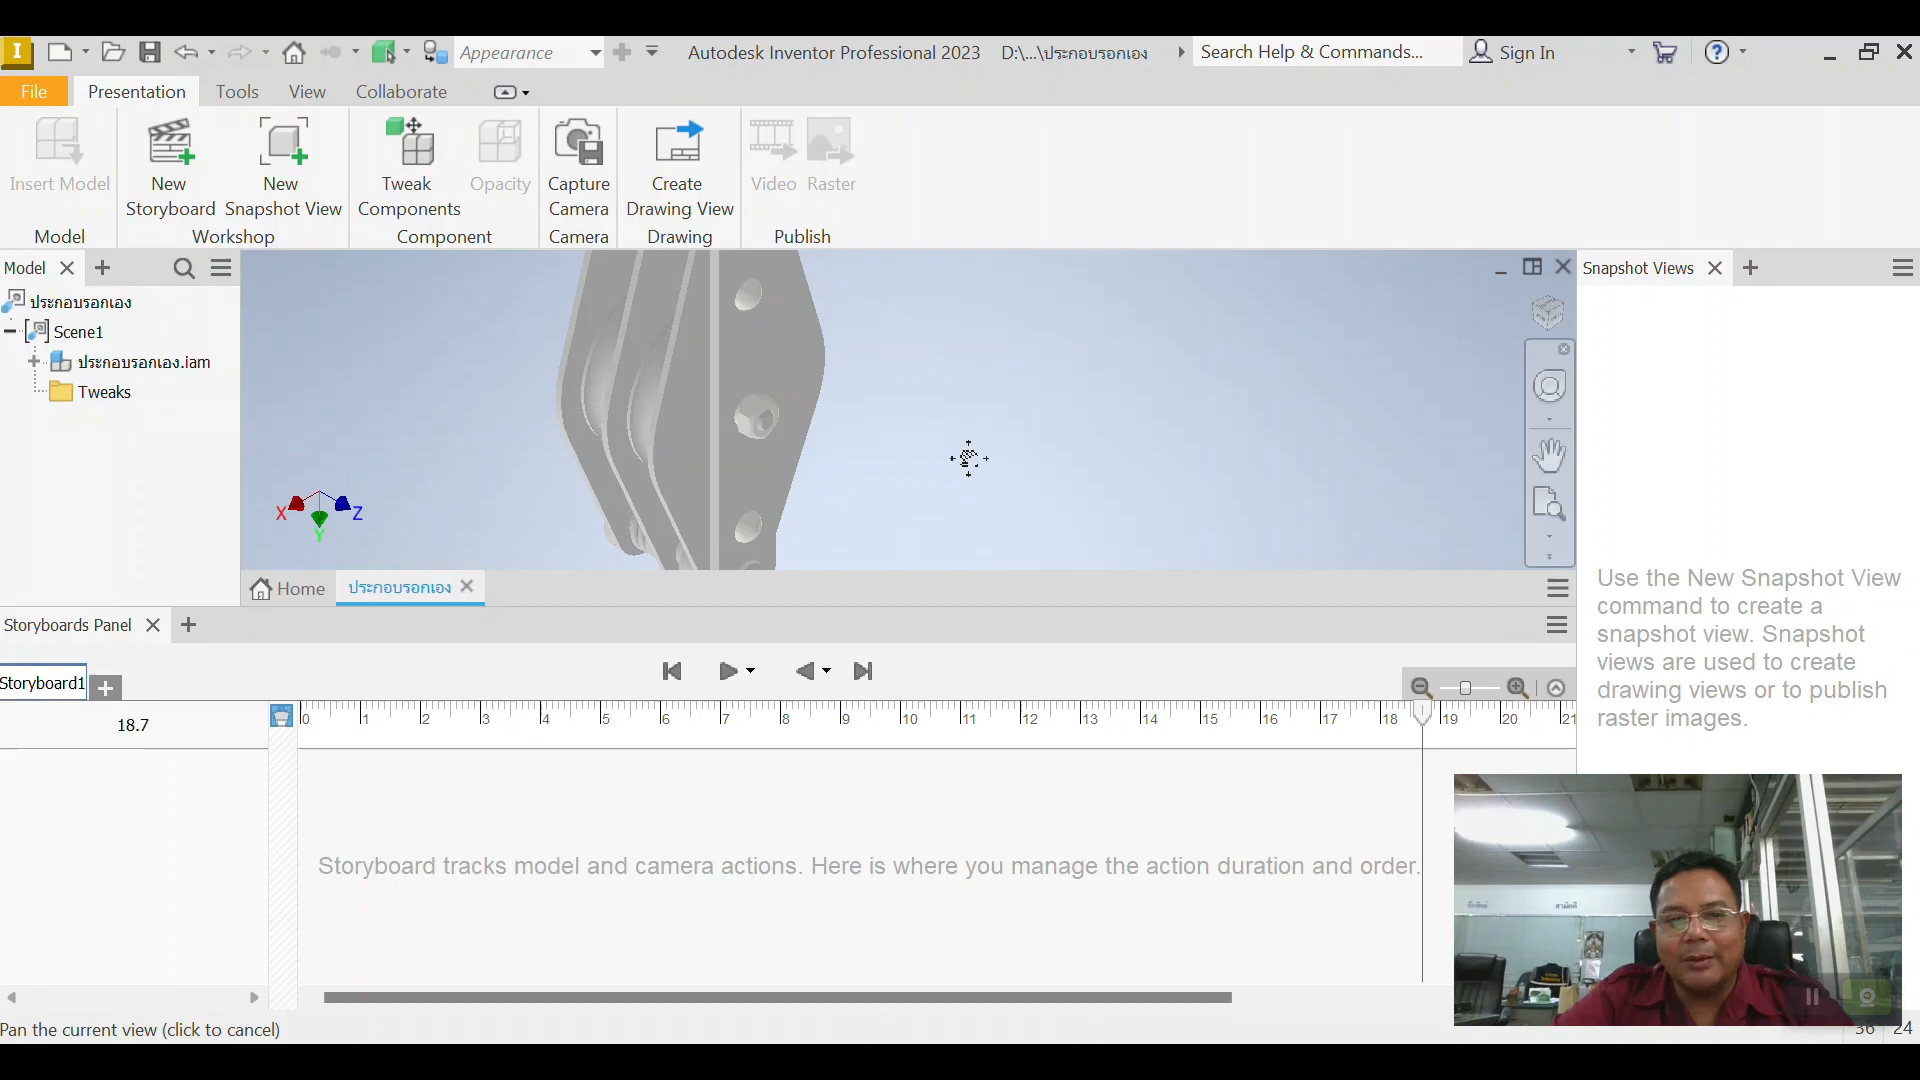 Appearance
Autodesk Inventor Professional 2023 D:\...\ประกอบรอกเอง
Search Help & Commands...
Sign In
File Presentation Tools View Collaborate
Insert Model
New Storyboard
New Snapshot View
Tweak Components
Opacity
Capture Camera
Create Drawing View
Video Raster
Model Workshop Component Camera Drawing Publish
Model
ประกอบรอกเอง
Scene1
ประกอบรอกเอง.iam
Tweaks
X Z
Y
Snapshot Views
Use the New Snapshot View
command to create a
snapshot view. Snapshot
views are used to create
drawing views or to publish
raster images.
Home ประกอบรอกเอง
Storyboards Panel
Storyboard1
18.7
0 1 2 3 4 5 6 7 8 9 10 11 12 13 14 15 16 17 18 19 20 21
Storyboard tracks model and camera actions. Here is where you manage the action duration and order.
สามัคคี
Pan the current view (click to cancel)
36 24